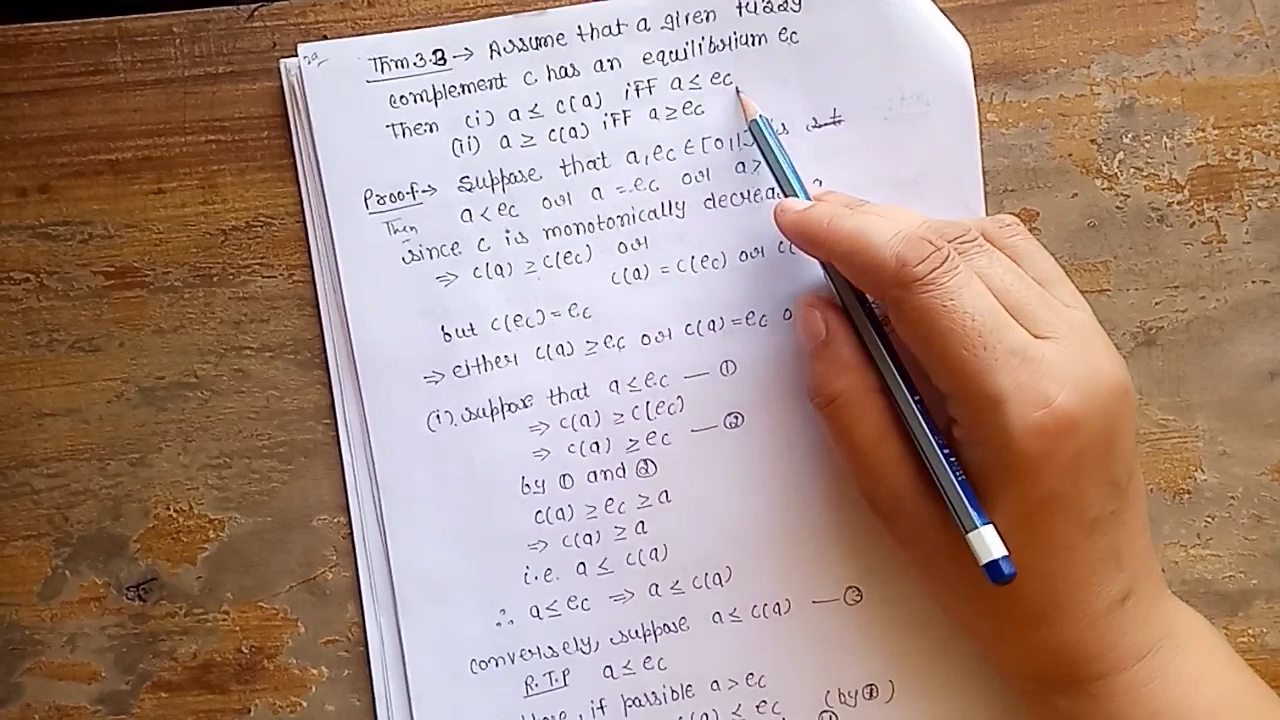 Thm 3.3 → Assume that a given fuzzy
complement c has an equilibrium ec
Then (i) a ≤ c(a) iff a ≤ ec
(ii) a ≥ c(a) iff a ≥ ec
Proof → Suppose that a, ec ∈ [0,1]
Then a < ec or a = ec or a >
since c is monotonically
⇒ c(a) ≥ c(ec) or
c(a) = c(ec) or
but c(ec) = ec
⇒ either c(a) ≥ ec or c(a) = ec
(i). suppose that a ≤ ec — ①
⇒ c(a) ≥ c(ec)
⇒ c(a) ≥ ec — ②
by ① and ②
c(a) ≥ ec ≥ a
⇒ c(a) ≥ a
i.e. a ≤ c(a)
∴ a ≤ ec ⇒ a ≤ c(a)
conversely, suppose a ≤ c(a) — ③
R.T.P a ≤ ec
if possible a > ec
≤ ec